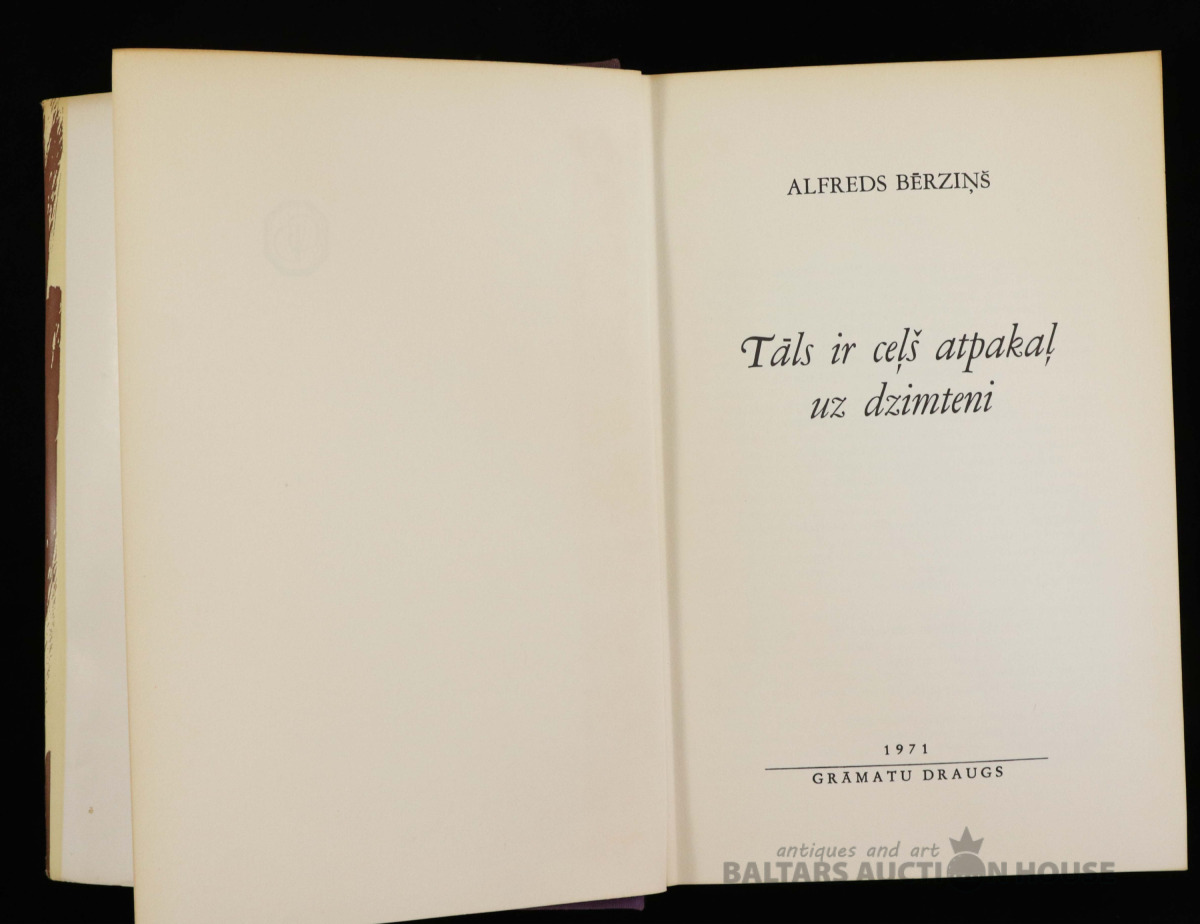 ALFREDS BĒRZIŅŠ
Tāls ir ceļš atpakaļ
uz dzimteni
1971
GRĀMATU DRAUGS
antiques and art
BALTARS AUCTION HOUSE